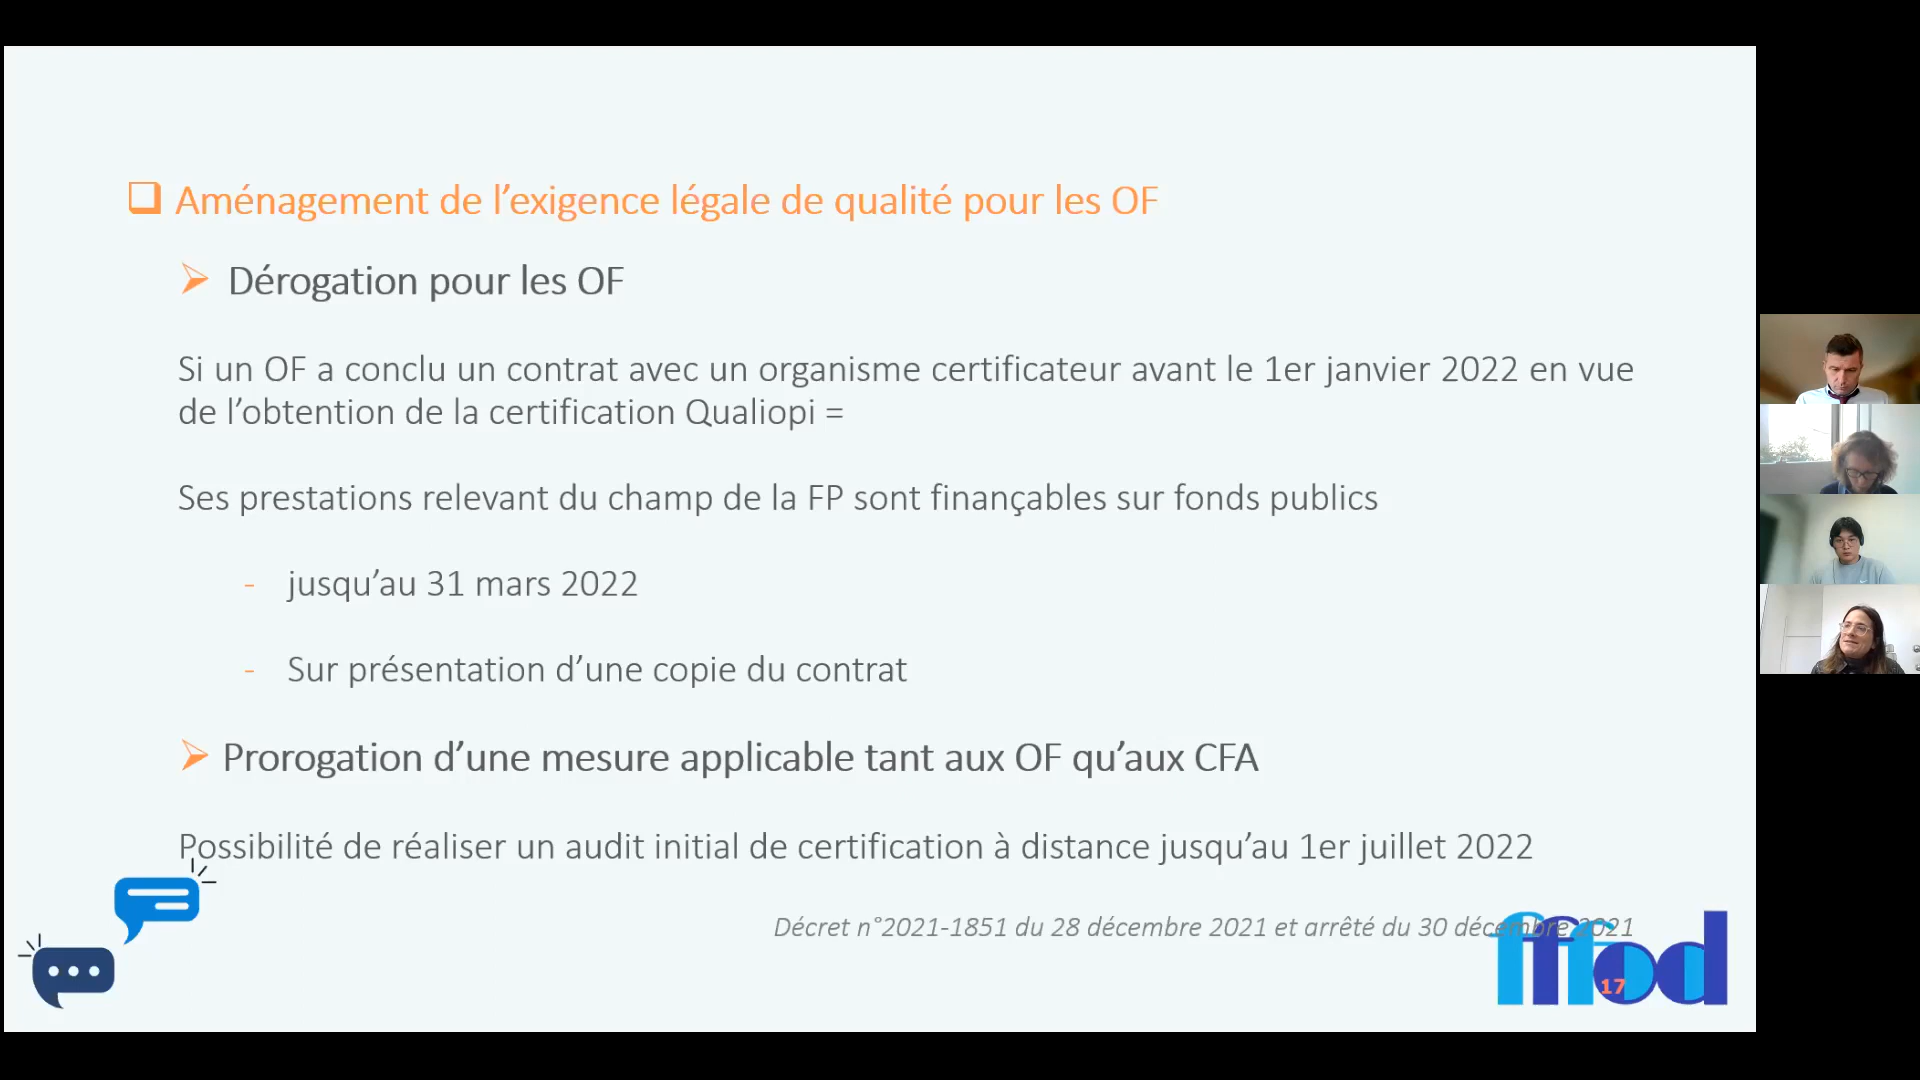 Aménagement de l’exigence légale de qualité pour les OF
Dérogation pour les OF
Si un OF a conclu un contrat avec un organisme certificateur avant le 1er janvier 2022 en vue
de l’obtention de la certification Qualiopi =
Ses prestations relevant du champ de la FP sont finançables sur fonds publics
- jusqu’au 31 mars 2022
- Sur présentation d’une copie du contrat
Prorogation d’une mesure applicable tant aux OF qu’aux CFA
Possibilité de réaliser un audit initial de certification à distance jusqu’au 1er juillet 2022
Décret n°2021-1851 du 28 décembre 2021 et arrêté du 30 décembre 2021
fffod
17